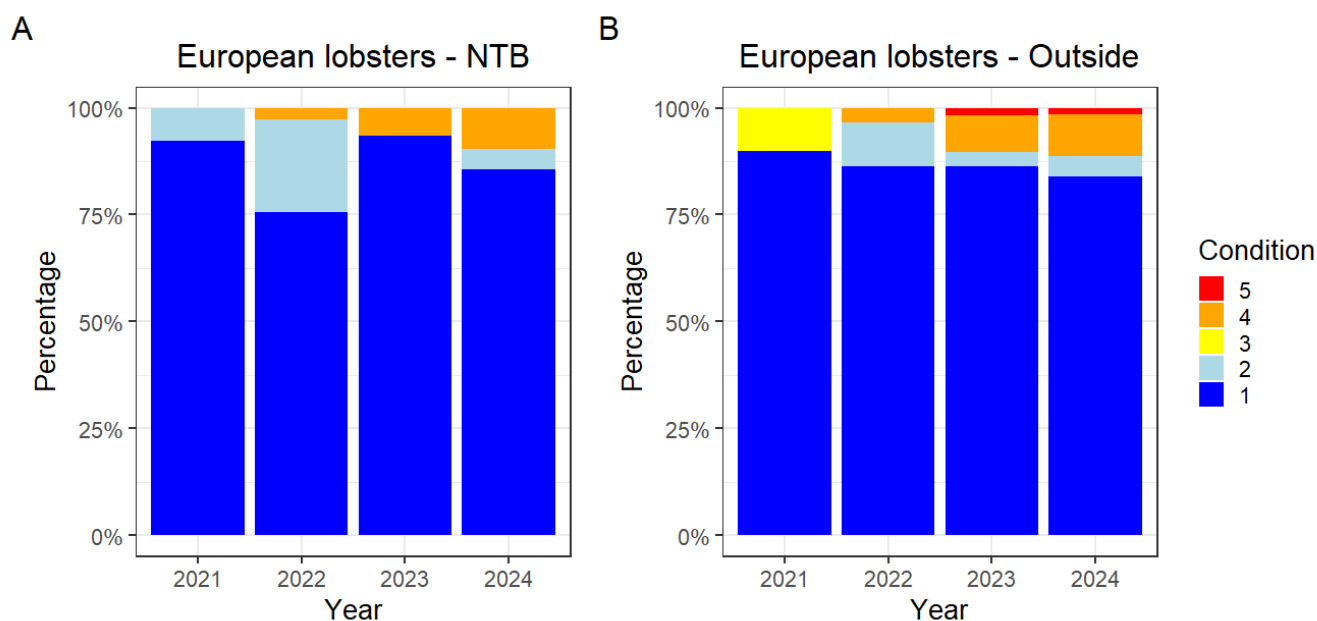 A
European lobsters - NTB
100%
75%
50%
25%
0%
Percentage
2021 2022 2023 2024
Year
B
European lobsters - Outside
100%
75%
50%
25%
0%
Percentage
2021 2022 2023 2024
Year
Condition
5
4
3
2
1